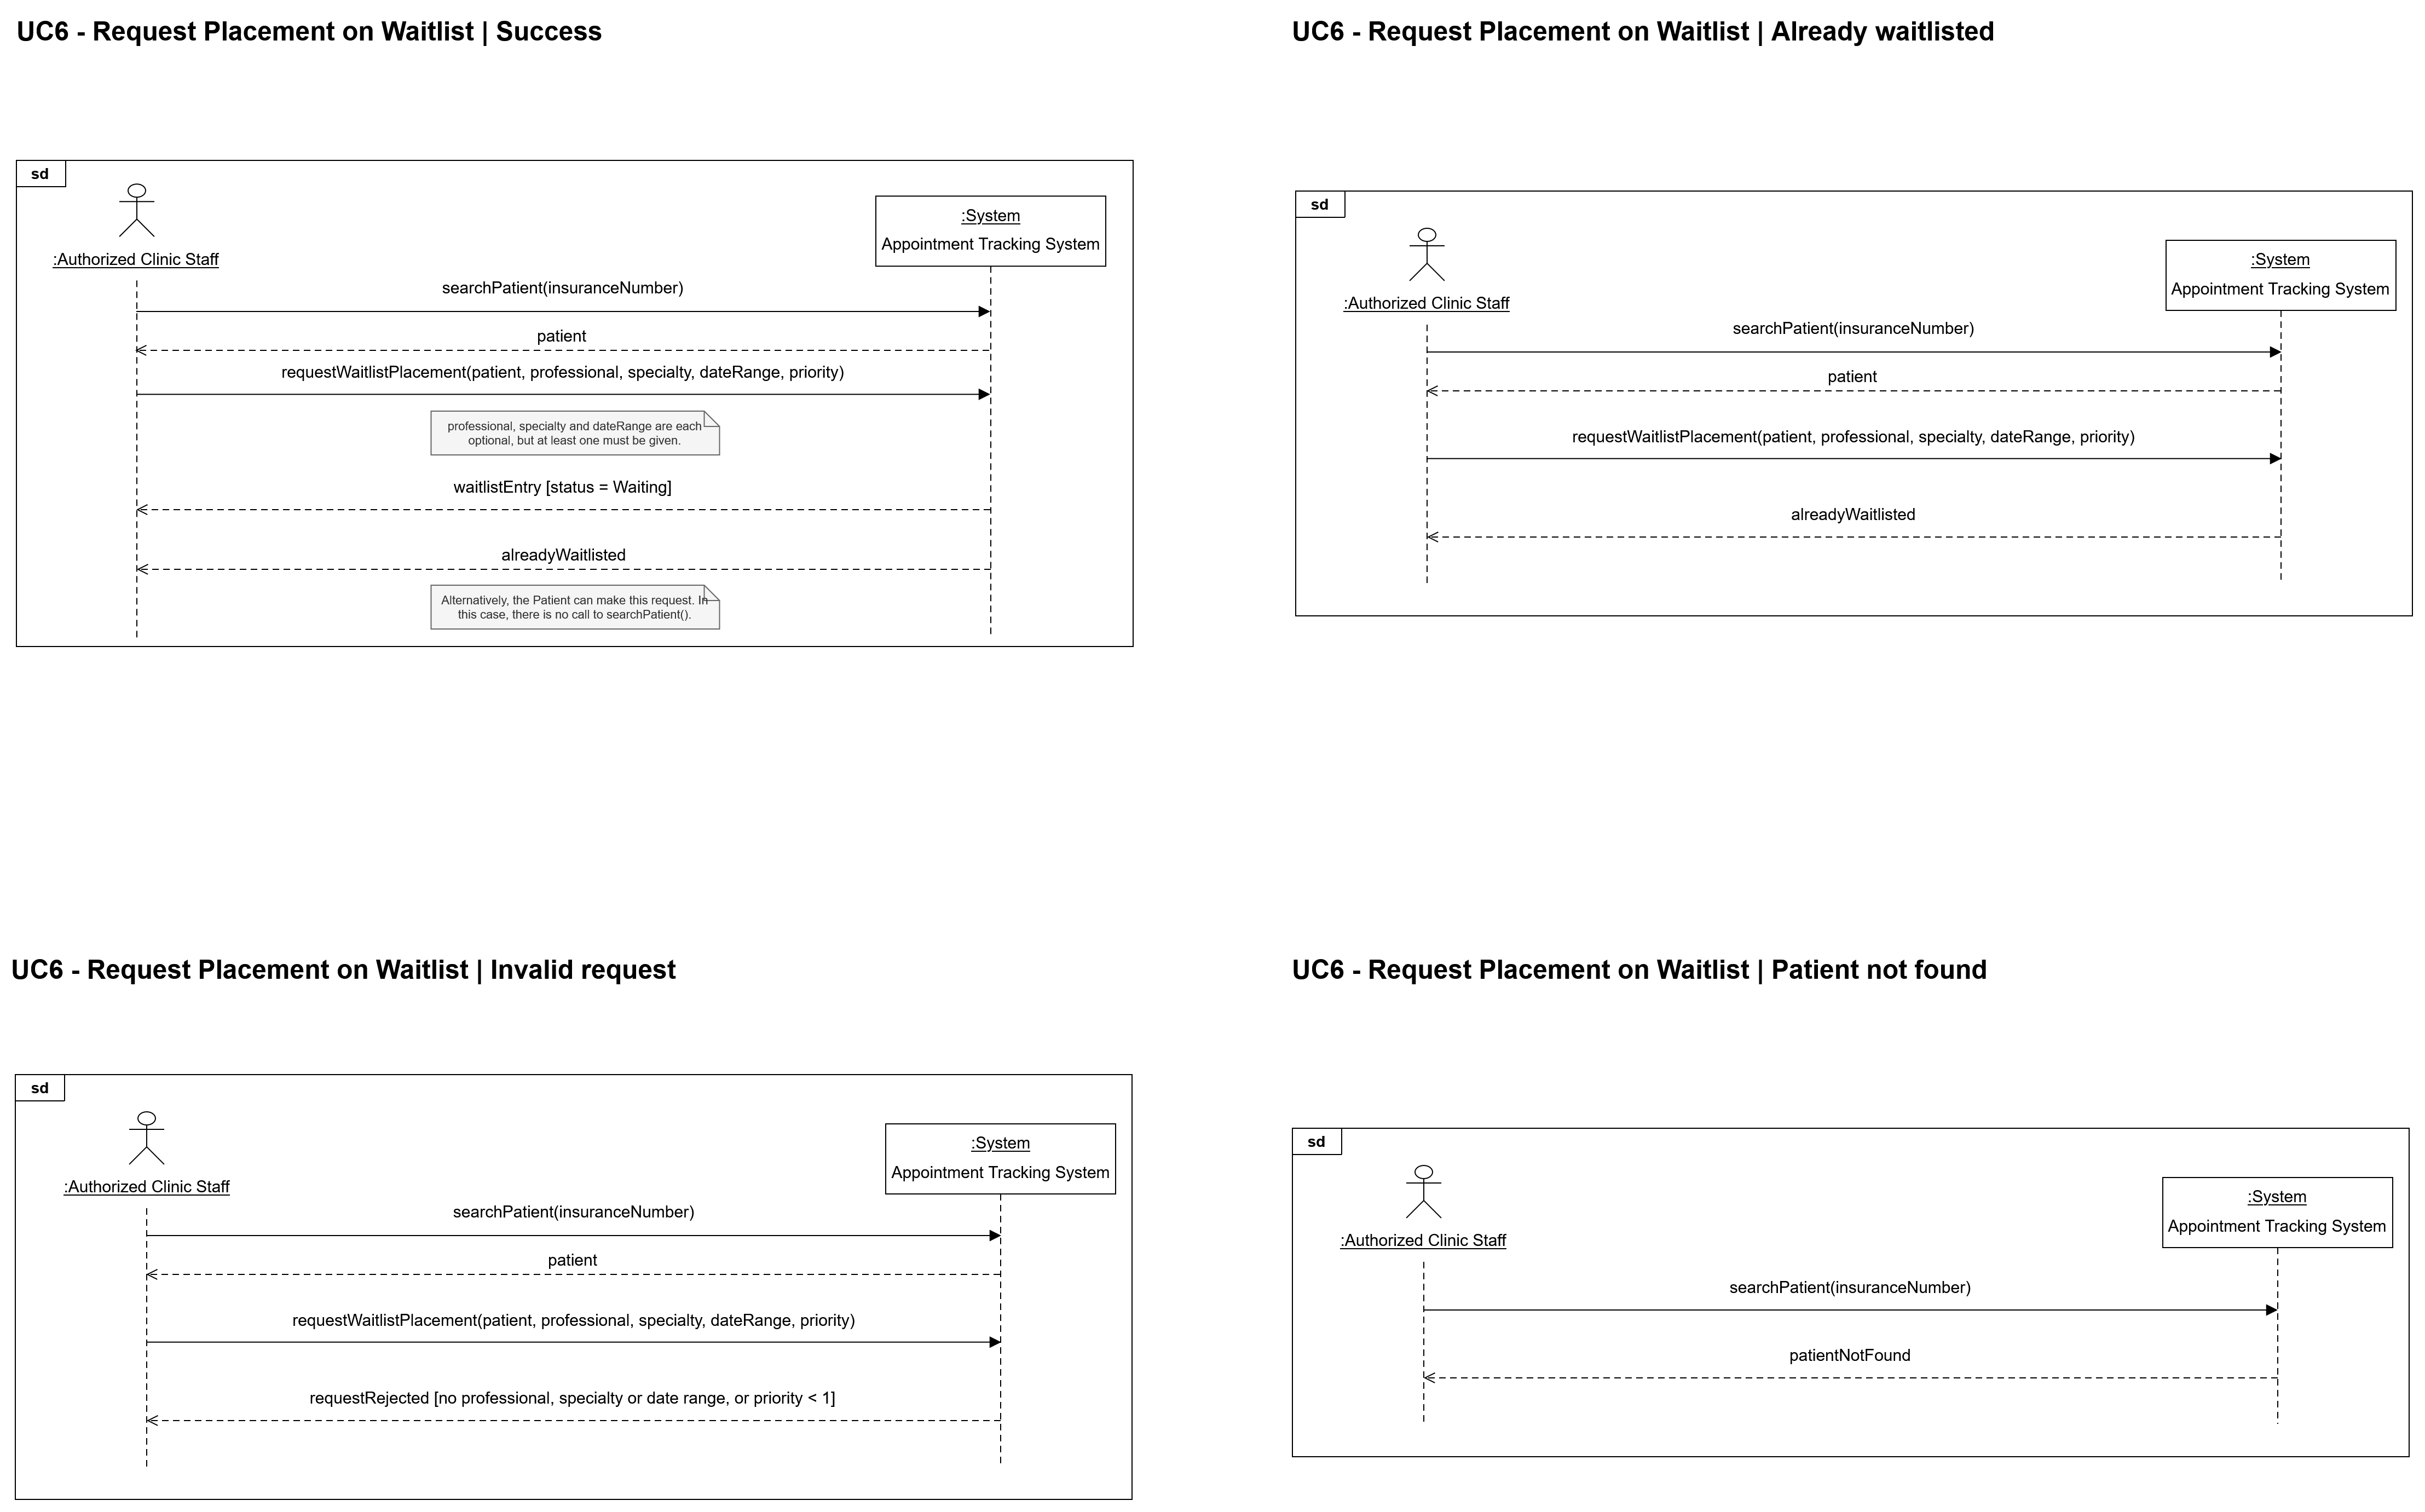 UC6 - Request Placement on Waitlist | Success
sd
:Authorized Clinic Staff
:System
Appointment Tracking System
searchPatient(insuranceNumber)
patient
requestWaitlistPlacement(patient, professional, specialty, dateRange, priority)
professional, specialty and dateRange are each
optional, but at least one must be given.
waitlistEntry [status = Waiting]
alreadyWaitlisted
Alternatively, the Patient can make this request. In
this case, there is no call to searchPatient().
UC6 - Request Placement on Waitlist | Already waitlisted
sd
:Authorized Clinic Staff
:System
Appointment Tracking System
searchPatient(insuranceNumber)
patient
requestWaitlistPlacement(patient, professional, specialty, dateRange, priority)
alreadyWaitlisted
UC6 - Request Placement on Waitlist | Invalid request
sd
:Authorized Clinic Staff
:System
Appointment Tracking System
searchPatient(insuranceNumber)
patient
requestWaitlistPlacement(patient, professional, specialty, dateRange, priority)
requestRejected [no professional, specialty or date range, or priority < 1]
UC6 - Request Placement on Waitlist | Patient not found
sd
:Authorized Clinic Staff
:System
Appointment Tracking System
searchPatient(insuranceNumber)
patientNotFound